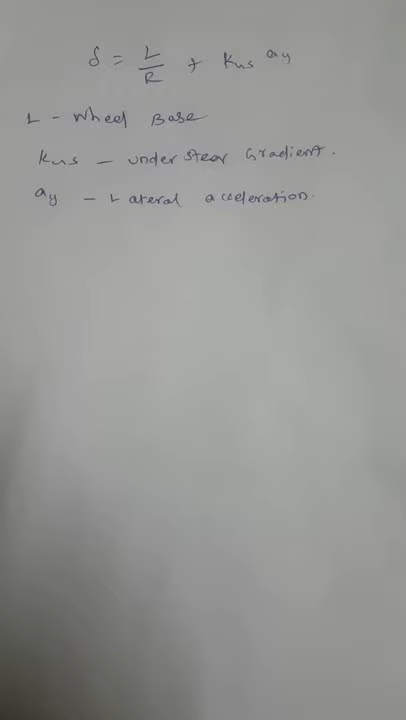 δ = L/R + Kus ay
L - Wheel Base
Kus - under steer Gradient.
ay - Lateral acceleration.